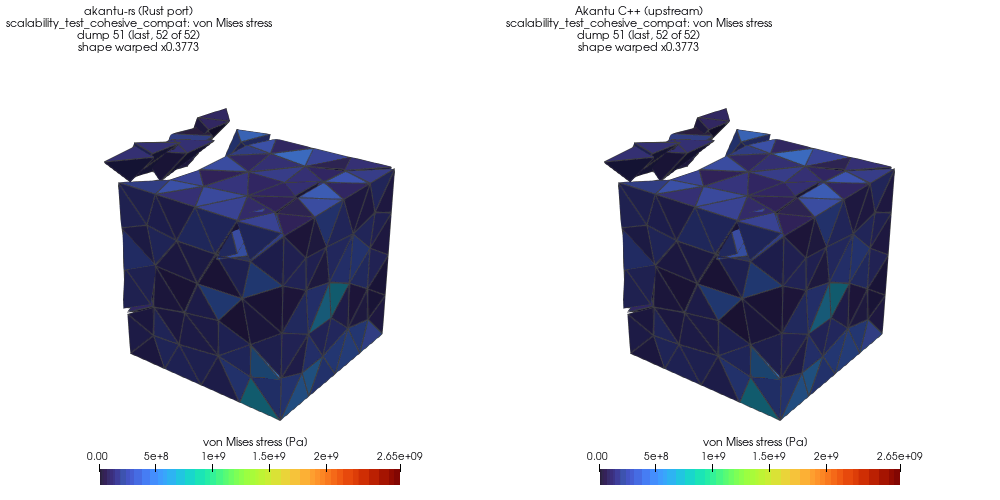 akantu-rs (Rust port)
scalability_test_cohesive_compat: von Mises stress
dump 51 (last, 52 of 52)
shape warped x0.3773
Akantu C++ (upstream)
scalability_test_cohesive_compat: von Mises stress
dump 51 (last, 52 of 52)
shape warped x0.3773
von Mises stress (Pa)
0.00 5e+8 1e+9 1.5e+9 2e+9 2.65e+09
von Mises stress (Pa)
0.00 5e+8 1e+9 1.5e+9 2e+9 2.65e+09